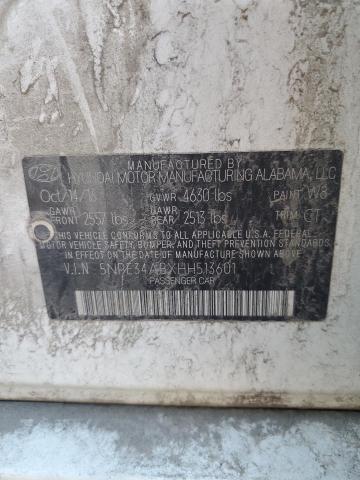 MANUFACTURED BY
HYUNDAI MOTOR MANUFACTURING ALABAMA, LLC
Oct/14/16 GVWR 4630 lbs PAINT W8
GAWR FRONT 2557 lbs GAWR REAR 2513 lbs TRIM GT
THIS VEHICLE CONFORMS TO ALL APPLICABLE U.S.A. FEDERAL
MOTOR VEHICLE SAFETY, BUMPER, AND THEFT PREVENTION
STANDARDS IN EFFECT ON THE DATE OF MANUFACTURE SHOWN ABOVE.
V.I.N 5NPE34ABXHH513601
PASSENGER CAR